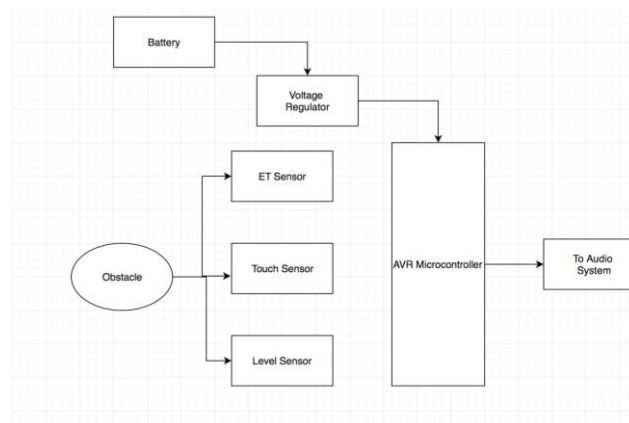 Battery
Voltage
Regulator
ET Sensor
Obstacle
Touch Sensor
AVR Microcontroller
To Audio
System
Level Sensor